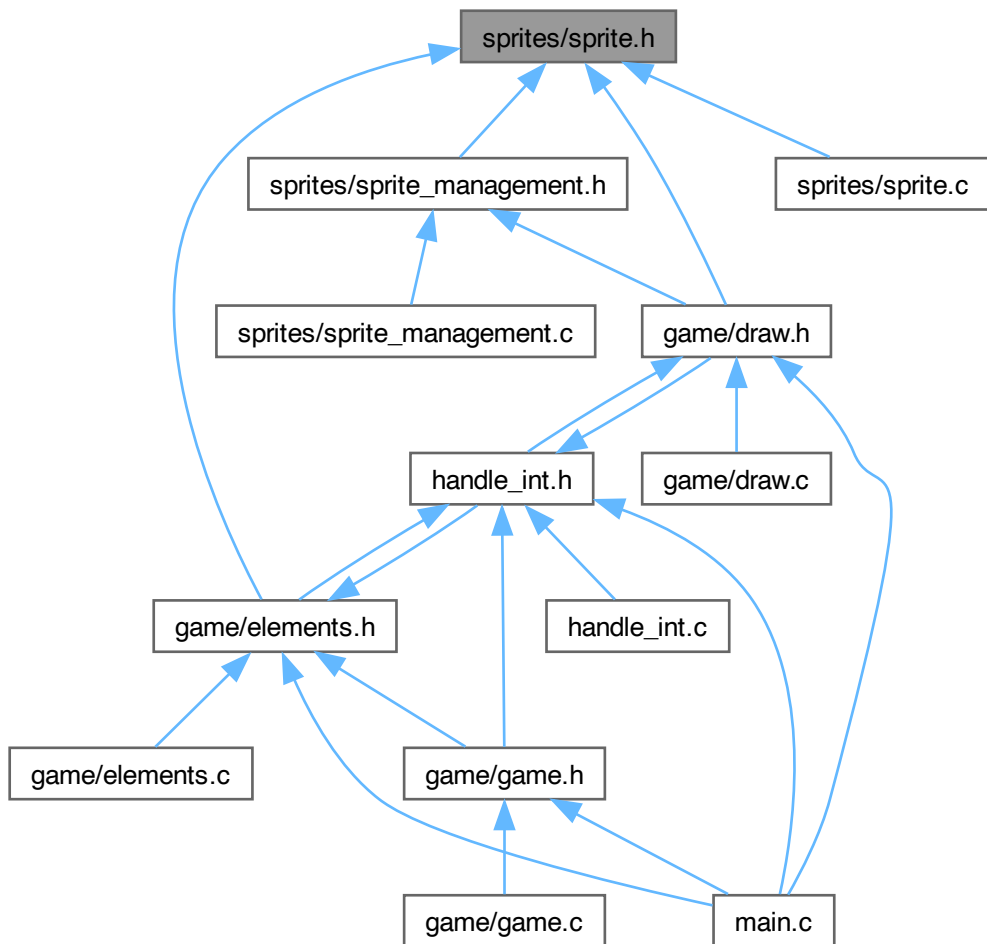 sprites/sprite.h
sprites/sprite_management.h
sprites/sprite.c
sprites/sprite_management.c
game/draw.h
handle_int.h
game/draw.c
game/elements.h
handle_int.c
game/elements.c
game/game.h
game/game.c
main.c